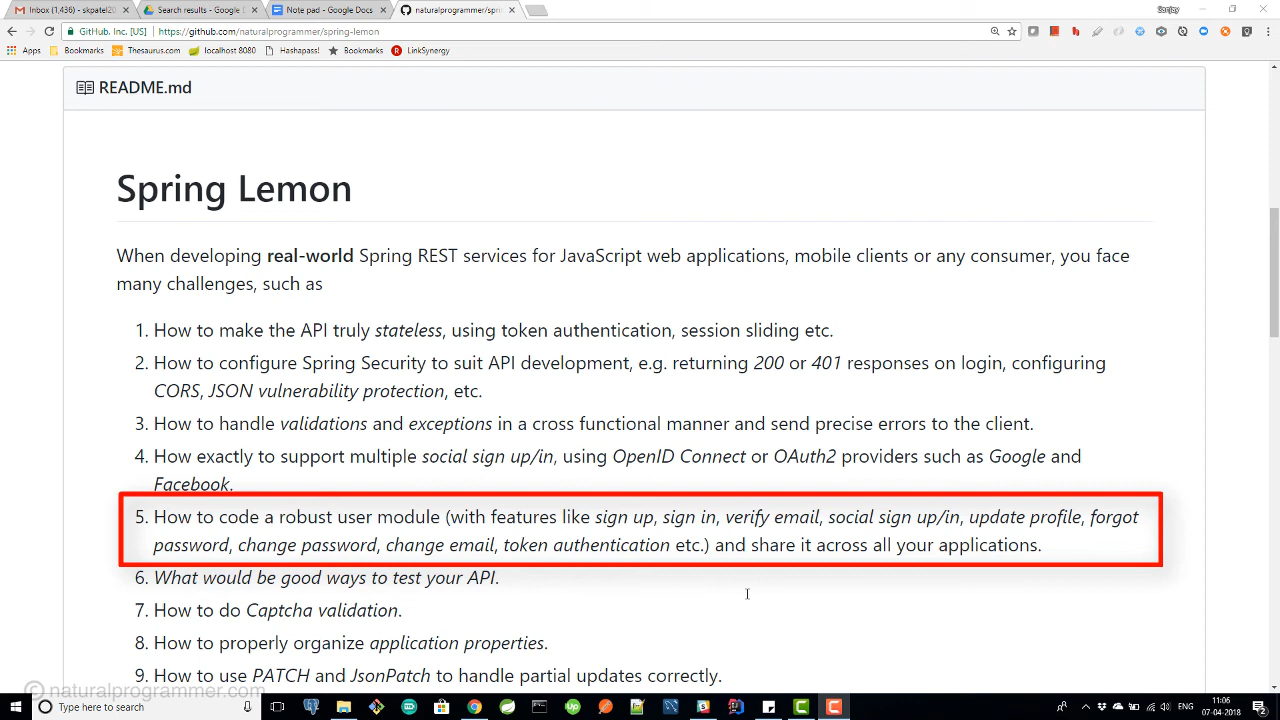 Inbox (1,436) - skpatel20
Search results - Google
Note pad - Google Docs
naturalprogrammer/sprin
Sanjay
GitHub, Inc. [US]
https://github.com/naturalprogrammer/spring-lemon
Apps
Bookmarks
Thesaurus.com
localhost:8080
Hashapass!
Bookmarks
LinkSynergy
README.md
Spring Lemon
When developing real-world Spring REST services for JavaScript web applications, mobile clients or any consumer, you face
many challenges, such as
1. How to make the API truly stateless, using token authentication, session sliding etc.
2. How to configure Spring Security to suit API development, e.g. returning 200 or 401 responses on login, configuring
CORS, JSON vulnerability protection, etc.
3. How to handle validations and exceptions in a cross functional manner and send precise errors to the client.
4. How exactly to support multiple social sign up/in, using OpenID Connect or OAuth2 providers such as Google and
Facebook.
5. How to code a robust user module (with features like sign up, sign in, verify email, social sign up/in, update profile, forgot
password, change password, change email, token authentication etc.) and share it across all your applications.
6. What would be good ways to test your API.
7. How to do Captcha validation.
8. How to properly organize application properties.
9. How to use PATCH and JsonPatch to handle partial updates correctly.
© naturalprogrammer.com
Type here to search
ENG
11:06
07-04-2018